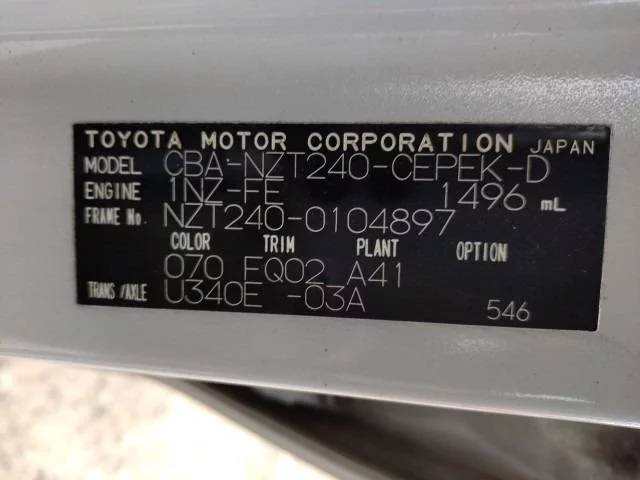 TOYOTA MOTOR CORPORATION JAPAN
MODEL CBA-NZT240-CEPEK-D
ENGINE 1NZ-FE 1496 mL
FRAME No. NZT240-0104897
COLOR TRIM PLANT OPTION
070 FQ02 A41
TRANS./AXLE U340E -03A
546